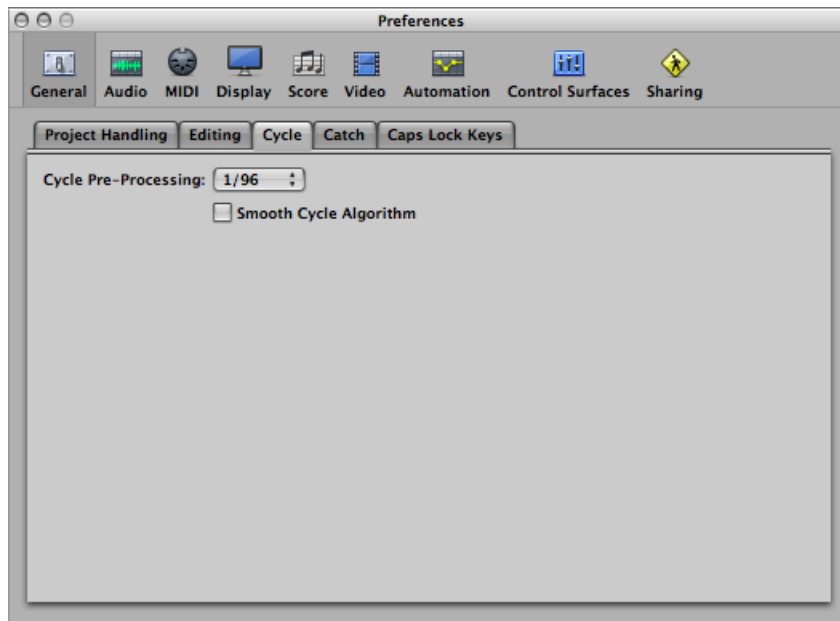 Preferences
General Audio MIDI Display Score Video Automation Control Surfaces Sharing
Project Handling Editing Cycle Catch Caps Lock Keys
Cycle Pre-Processing: 1/96
Smooth Cycle Algorithm